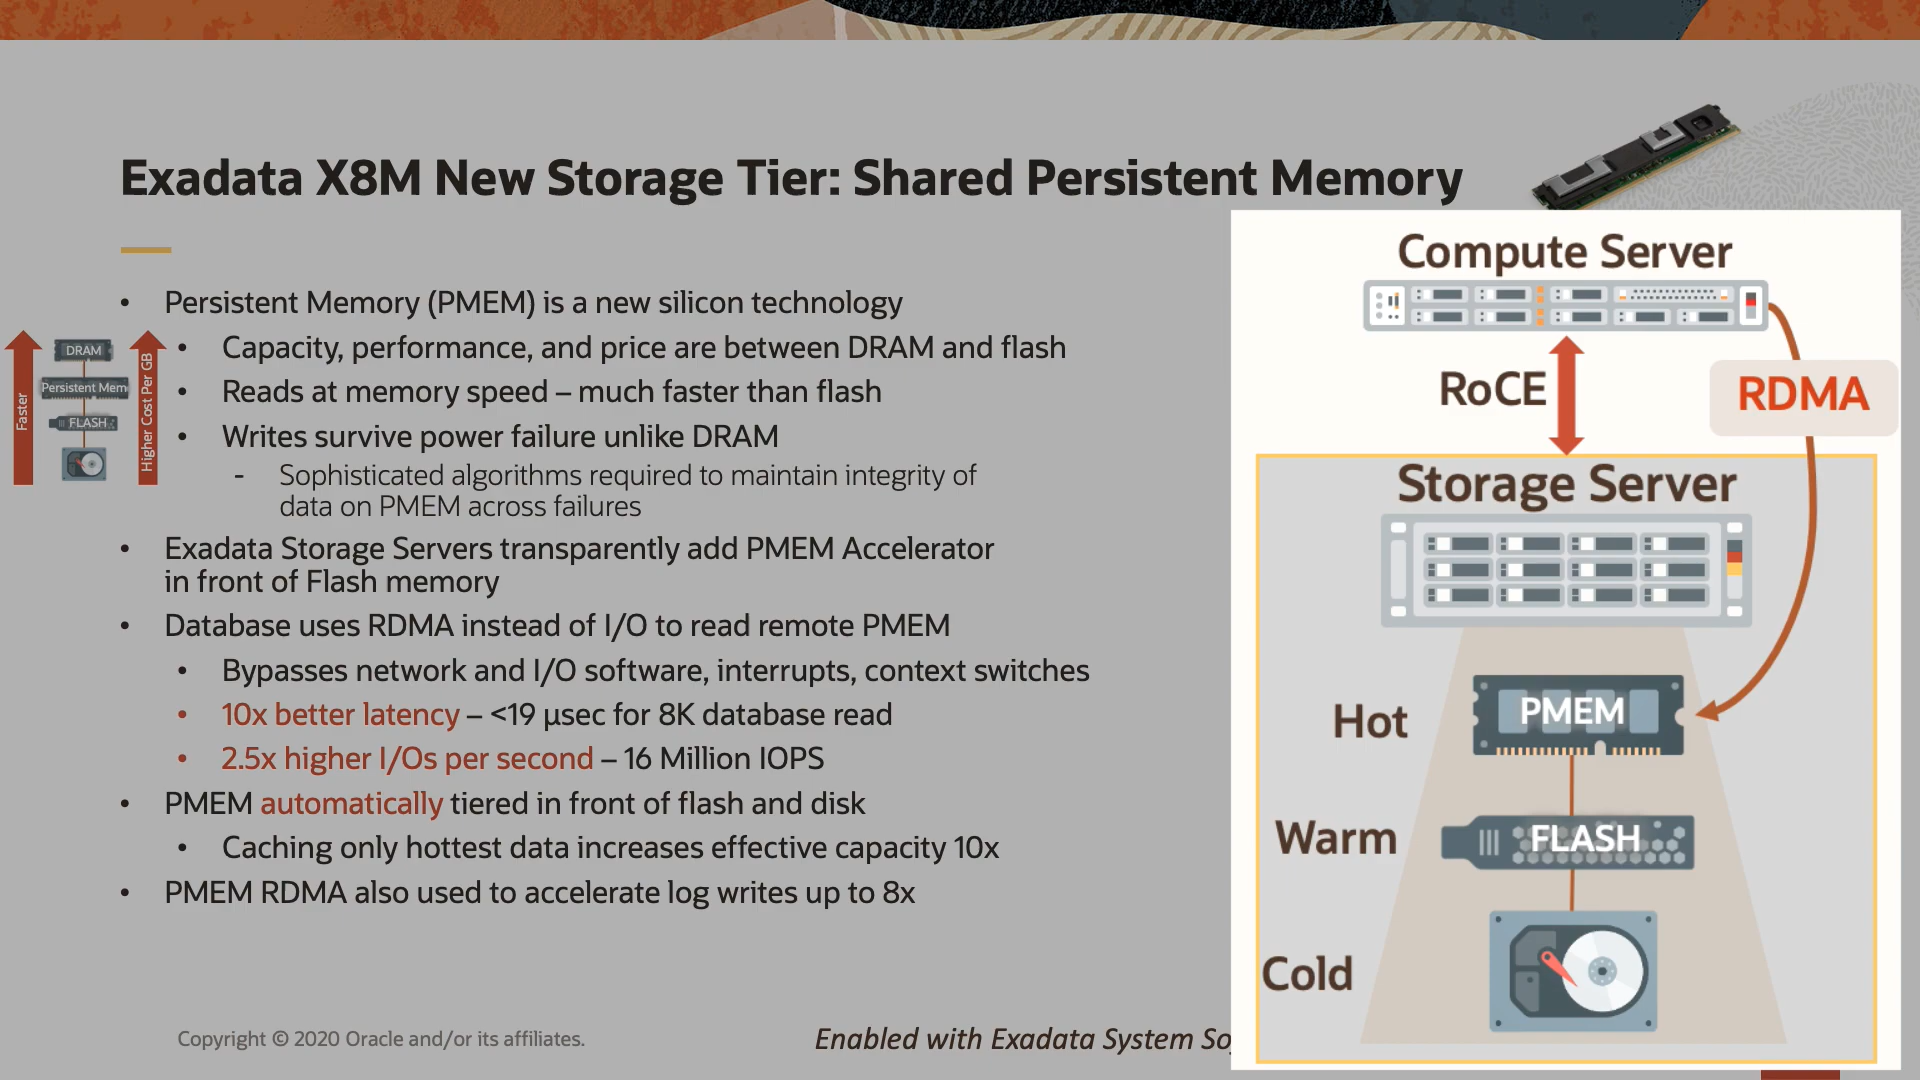 Exadata X8M New Storage Tier: Shared Persistent Memory
• Persistent Memory (PMEM) is a new silicon technology
• Capacity, performance, and price are between DRAM and flash
• Reads at memory speed – much faster than flash
• Writes survive power failure unlike DRAM
- Sophisticated algorithms required to maintain integrity of
data on PMEM across failures
• Exadata Storage Servers transparently add PMEM Accelerator
in front of Flash memory
• Database uses RDMA instead of I/O to read remote PMEM
• Bypasses network and I/O software, interrupts, context switches
• 10x better latency – <19 µsec for 8K database read
• 2.5x higher I/Os per second – 16 Million IOPS
• PMEM automatically tiered in front of flash and disk
• Caching only hottest data increases effective capacity 10x
• PMEM RDMA also used to accelerate log writes up to 8x
Faster
DRAM
Persistent Mem
FLASH
Higher Cost Per GB
Compute Server
RoCE
RDMA
Storage Server
Hot
PMEM
Warm
FLASH
Cold
Copyright © 2020 Oracle and/or its affiliates.
Enabled with Exadata System